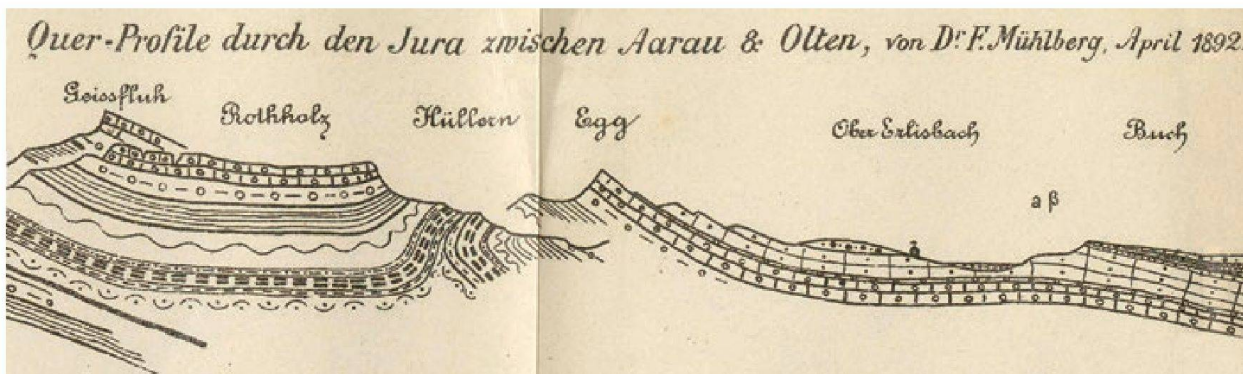 Quer-Profile durch den Jura zwischen Aarau & Olten, von Dr F. Mühlberg, April 1892.
Geissfluh Rothholz Hüllern Egg Ober Erlisbach Buch
a β